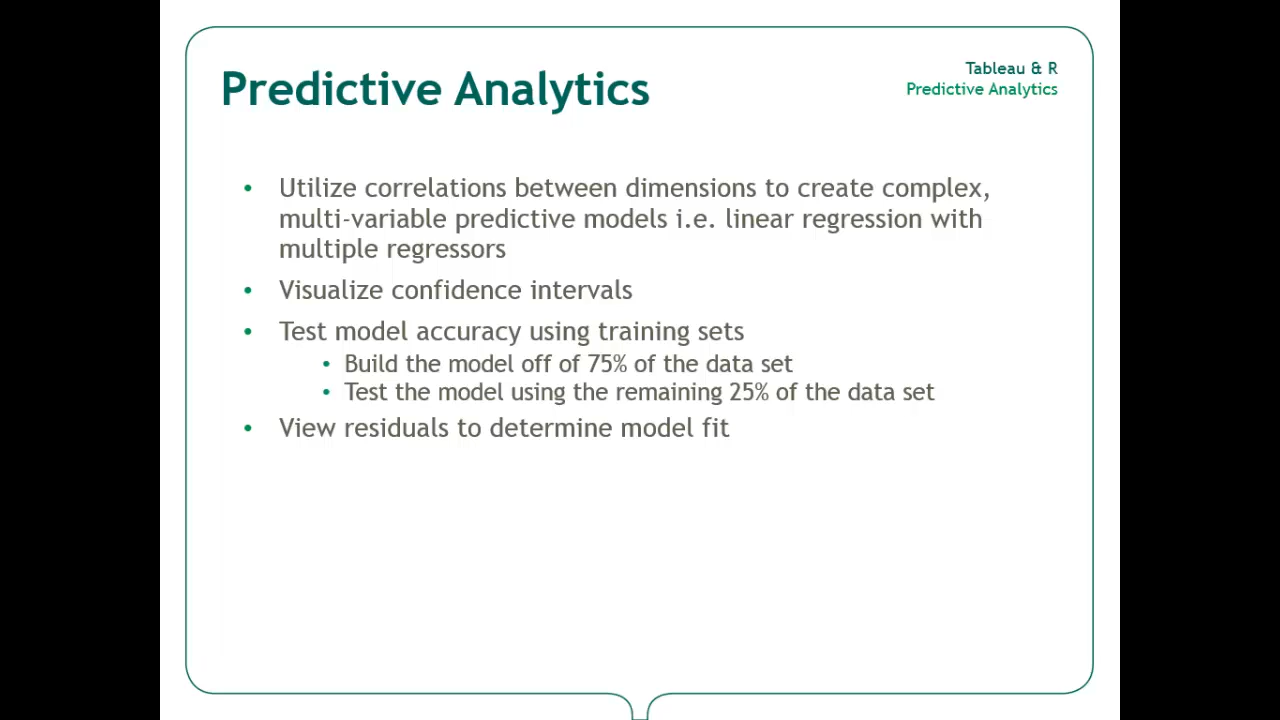 Predictive Analytics
Tableau & R
Predictive Analytics
• Utilize correlations between dimensions to create complex,
multi-variable predictive models i.e. linear regression with
multiple regressors
• Visualize confidence intervals
• Test model accuracy using training sets
• Build the model off of 75% of the data set
• Test the model using the remaining 25% of the data set
• View residuals to determine model fit